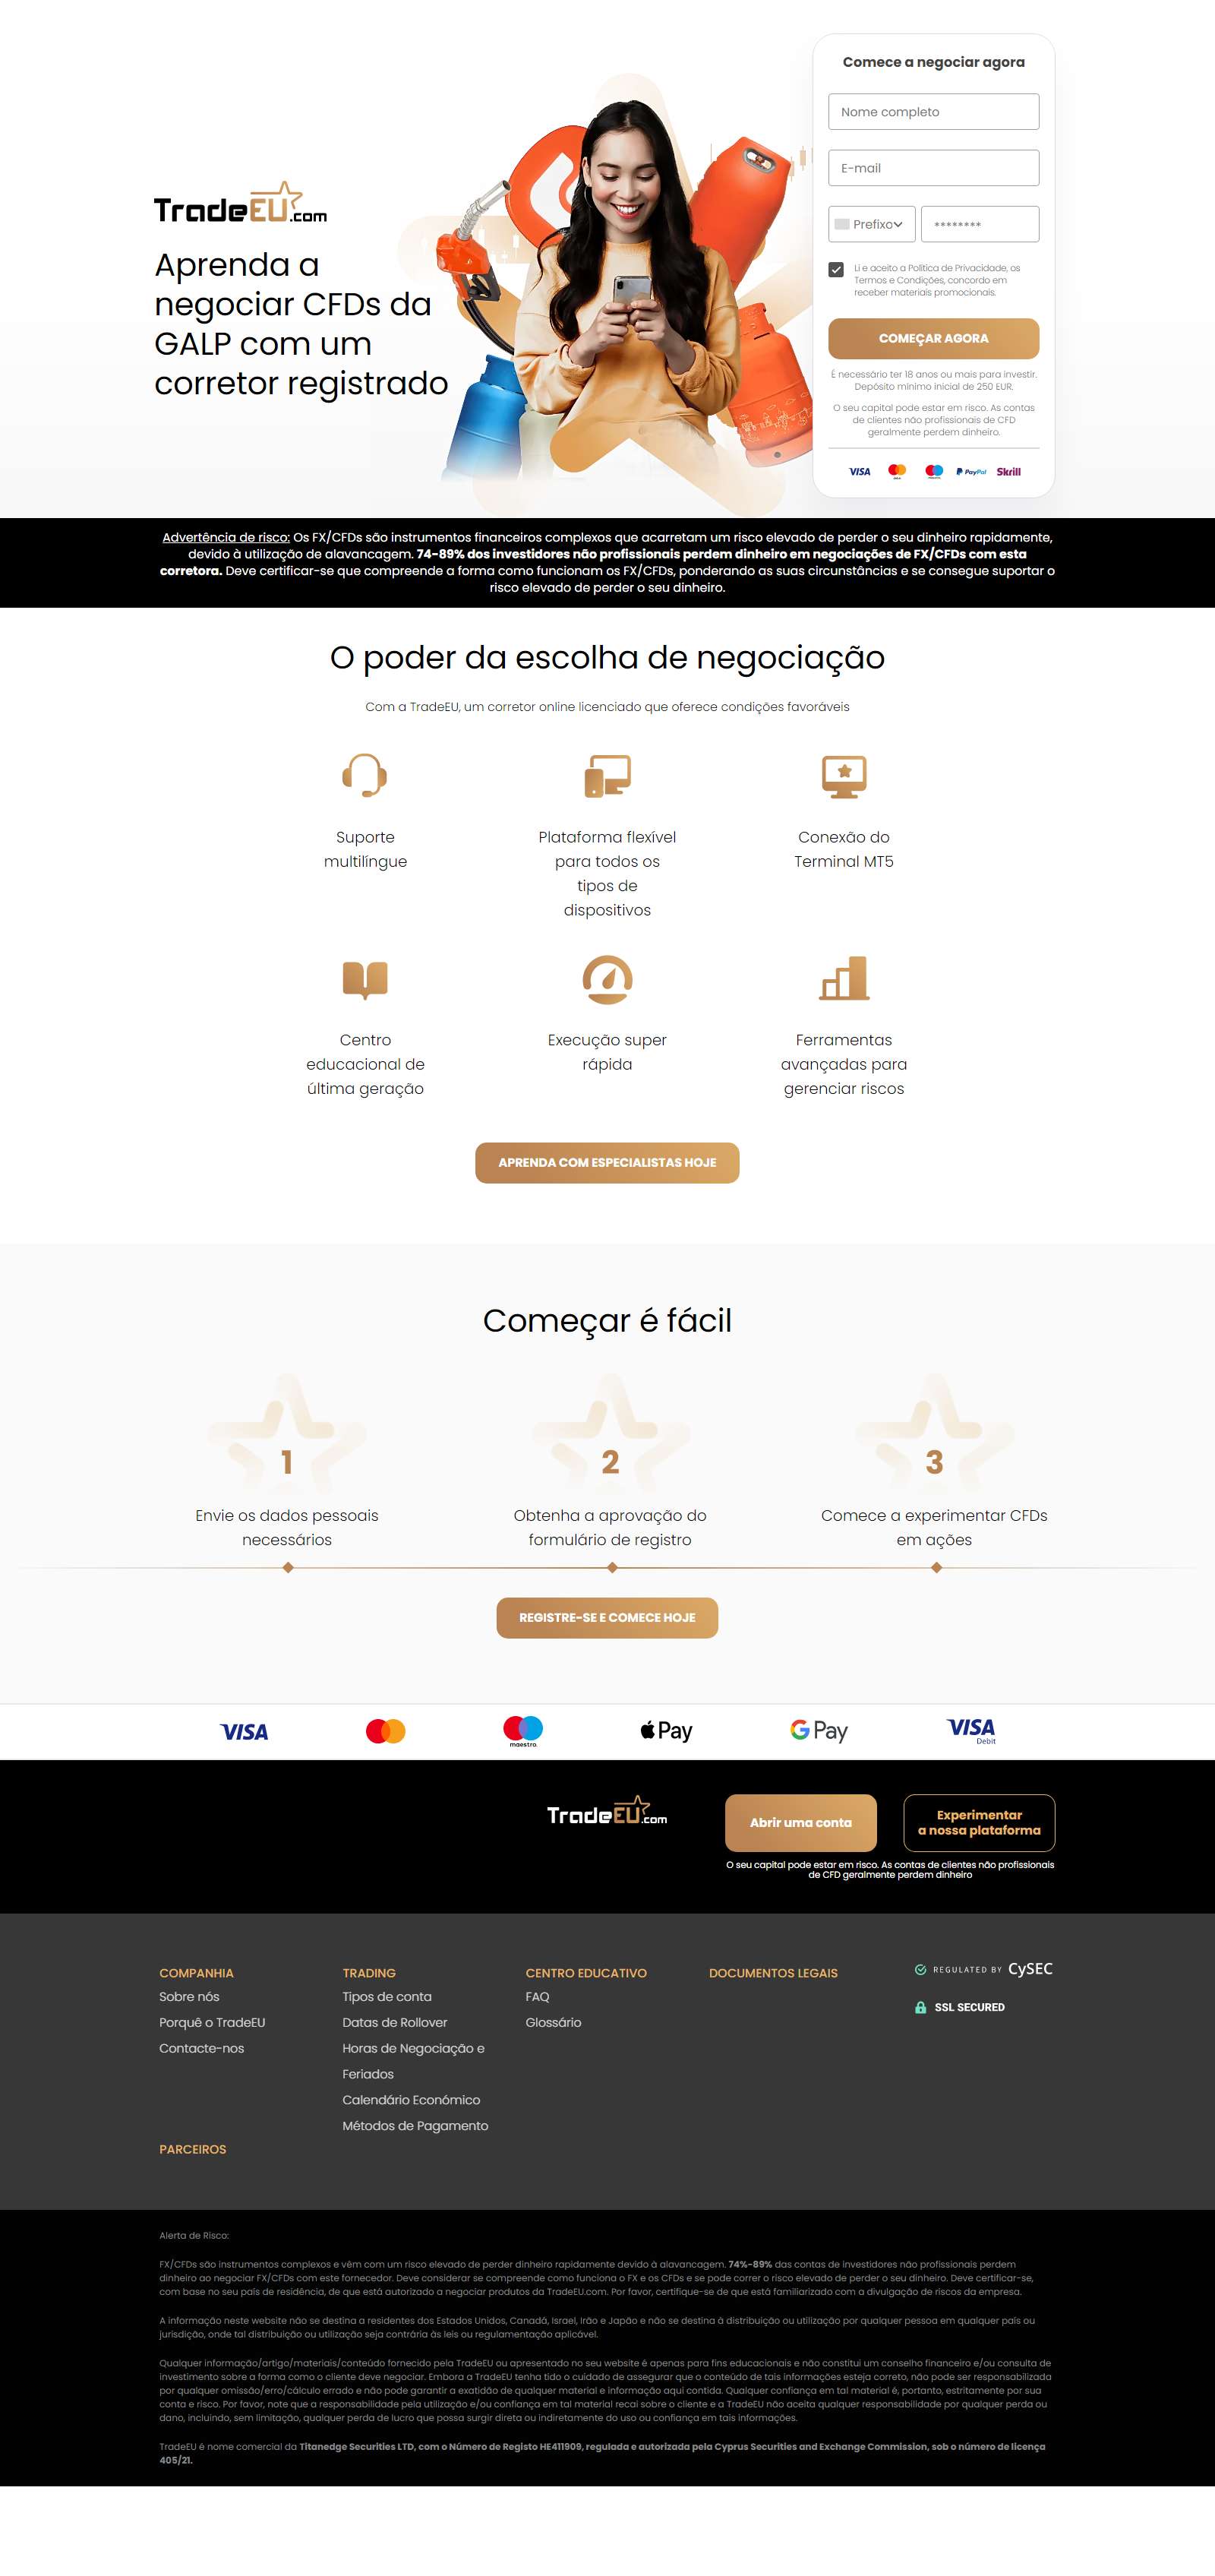 TradeEU.com
Aprenda a
negociar CFDs da
GALP com um
corretor registrado
Comece a negociar agora
Nome completo
E-mail
Prefixo ********
Li e aceito a Política de Privacidade, os
Termos e Condições, concordo em
receber materiais promocionais.
COMEÇAR AGORA
É necessário ter 18 anos ou mais para investir.
Depósito mínimo inicial de 250 EUR.
O seu capital pode estar em risco. As contas
de clientes não profissionais de CFD
geralmente perdem dinheiro.
VISA PayPal Skrill
Advertência de risco: Os FX/CFDs são instrumentos financeiros complexos que acarretam um risco elevado de perder o seu dinheiro rapidamente,
devido à utilização de alavancagem. 74-89% dos investidores não profissionais perdem dinheiro em negociações de FX/CFDs com esta
corretora. Deve certificar-se que compreende a forma como funcionam os FX/CFDs, ponderando as suas circunstâncias e se consegue suportar o
risco elevado de perder o seu dinheiro.
O poder da escolha de negociação
Com a TradeEU, um corretor online licenciado que oferece condições favoráveis
Suporte
multilíngue
Plataforma flexível
para todos os
tipos de
dispositivos
Conexão do
Terminal MT5
Centro
educacional de
última geração
Execução super
rápida
Ferramentas
avançadas para
gerenciar riscos
APRENDA COM ESPECIALISTAS HOJE
Começar é fácil
1
Envie os dados pessoais
necessários
2
Obtenha a aprovação do
formulário de registro
3
Comece a experimentar CFDs
em ações
REGISTRE-SE E COMECE HOJE
VISA maestro Pay G Pay VISA Debit
TradeEU.com
Abrir uma conta
Experimentar
a nossa plataforma
O seu capital pode estar em risco. As contas de clientes não profissionais
de CFD geralmente perdem dinheiro
COMPANHIA
Sobre nós
Porquê o TradeEU
Contacte-nos
TRADING
Tipos de conta
Datas de Rollover
Horas de Negociação e
Feriados
Calendário Económico
Métodos de Pagamento
CENTRO EDUCATIVO
FAQ
Glossário
DOCUMENTOS LEGAIS
REGULATED BY CySEC
SSL SECURED
PARCEIROS
Alerta de Risco:
FX/CFDs são instrumentos complexos e vêm com um risco elevado de perder dinheiro rapidamente devido à alavancagem. 74%-89% das contas de investidores não profissionais perdem
dinheiro ao negociar FX/CFDs com este fornecedor. Deve considerar se compreende como funciona o FX e os CFDs e se pode correr o risco elevado de perder o seu dinheiro. Deve certificar-se,
com base no seu país de residência, de que está autorizado a negociar produtos da TradeEU.com. Por favor, certifique-se de que está familiarizado com a divulgação de riscos da empresa.
A informação neste website não se destina a residentes dos Estados Unidos, Canadá, Israel, Irão e Japão e não se destina à distribuição ou utilização por qualquer pessoa em qualquer país ou
jurisdição, onde tal distribuição ou utilização seja contrária às leis ou regulamentação aplicável.
Qualquer informação/artigo/materiais/conteúdo fornecido pela TradeEU ou apresentado no seu website é apenas para fins educacionais e não constitui um conselho financeiro e/ou consulta de
investimento sobre a forma como o cliente deve negociar. Embora a TradeEU tenha tido o cuidado de assegurar que o conteúdo de tais informações esteja correto, não pode ser responsabilizada
por qualquer omissão/erro/cálculo errado e não pode garantir a exatidão de qualquer material e informação aqui contida. Qualquer confiança em tal material é, portanto, estritamente por sua
conta e risco. Por favor, note que a responsabilidade pela utilização e/ou confiança em tal material recai sobre o cliente e a TradeEU não aceita qualquer responsabilidade por qualquer perda ou
dano, incluindo, sem limitação, qualquer perda de lucro que possa surgir direta ou indiretamente do uso ou confiança em tais informações.
TradeEU é nome comercial da Titanedge Securities LTD, com o Número de Registo HE411909, regulada e autorizada pela Cyprus Securities and Exchange Commission, sob o número de licença
405/21.